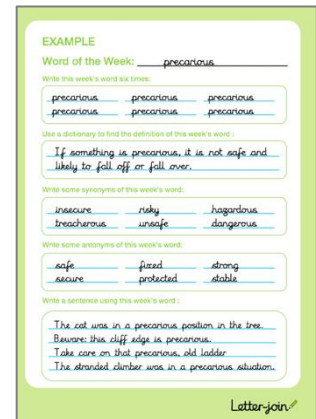 EXAMPLE
Word of the Week: precarious
Write this week's word six times:
precarious precarious precarious
precarious precarious precarious
Use a dictionary to find the definition of this week's word :
If something is precarious, it is not safe and
likely to fall off or fall over.
Write some synonyms of this week's word:
insecure risky hazardous
treacherous unsafe dangerous
Write some antonyms of this week's word:
safe fixed strong
secure protected stable
Write a sentence using this week's word :
The cat was in a precarious position in the tree.
Beware: this cliff edge is precarious.
Take care on that precarious, old ladder
The stranded climber was in a precarious situation.
Letter-join